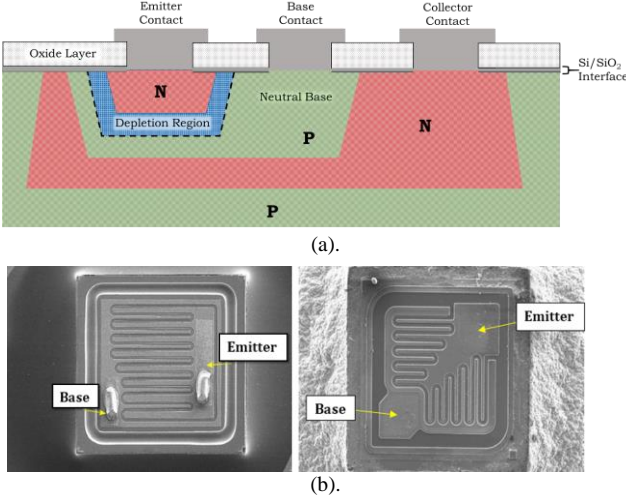 Emitter
Contact
Base
Contact
Collector
Contact
Oxide Layer
Si/SiO₂
Interface
N
Neutral Base
Depletion Region
P
N
P
(a).
Emitter
Base
Emitter
Base
(b).